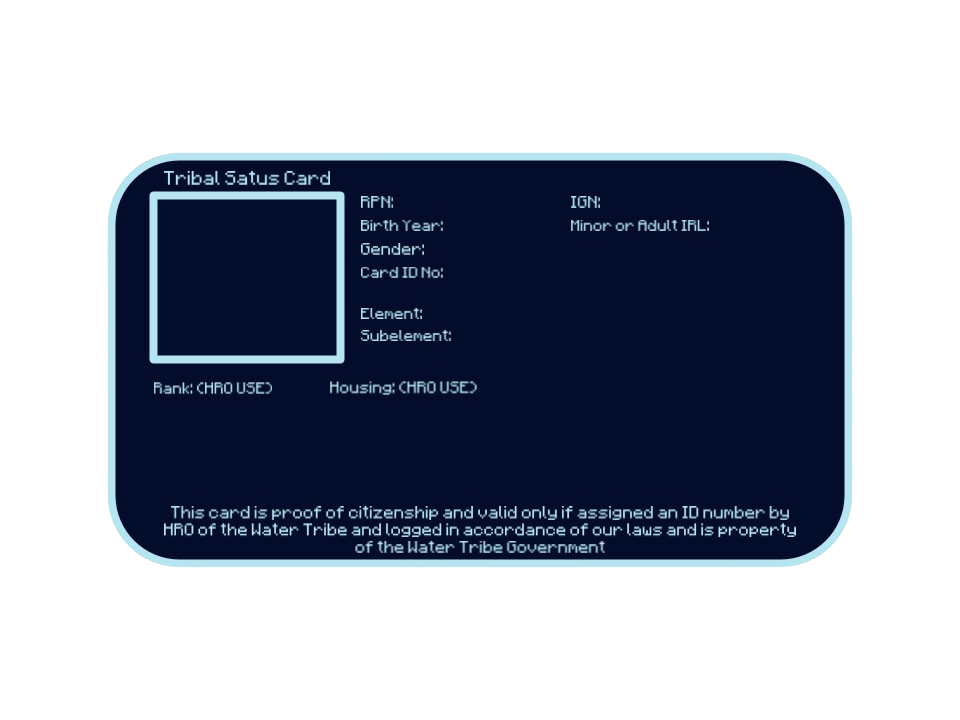 Tribal Satus Card
RPN: IGN:
Birth Year: Minor or Adult IRL:
Gender:
Card ID No:
Element:
Subelement:
Rank: (HRO USE) Housing: (HRO USE)
This card is proof of citizenship and valid only if assigned an ID number by
HRO of the Water Tribe and logged in accordance of our laws and is property
of the Water Tribe Government